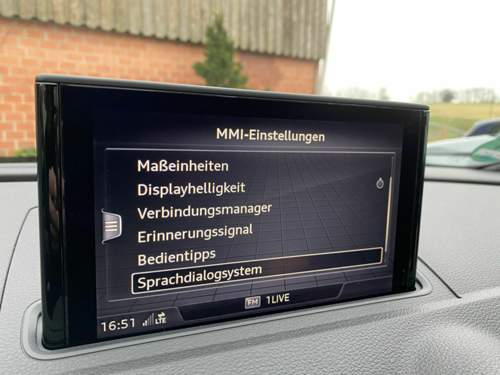 MMI-Einstellungen
Maßeinheiten
Displayhelligkeit
Verbindungsmanager
Erinnerungssignal
Bedientipps
Sprachdialogsystem
FM 1LIVE
16:51 LTE